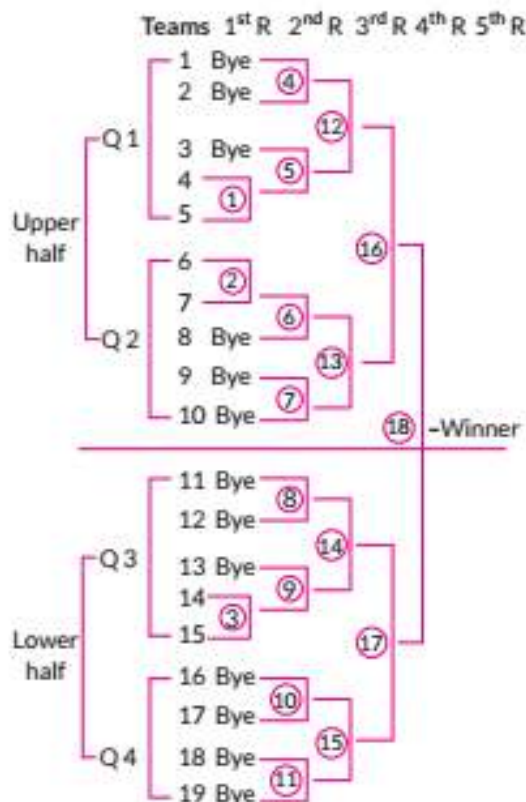 Teams 1st R 2nd R 3rd R 4th R 5th R
1 Bye
④
2 Bye
⑫
Q 1
3 Bye
⑤
4
①
5
Upper
half
⑯
6
②
7
⑥
Q 2
8 Bye
⑬
9 Bye
⑦
10 Bye
⑱ -Winner
11 Bye
⑧
12 Bye
⑭
Q 3
13 Bye
⑨
14
③
15
Lower
half
⑰
16 Bye
⑩
17 Bye
⑮
Q 4
18 Bye
⑪
19 Bye